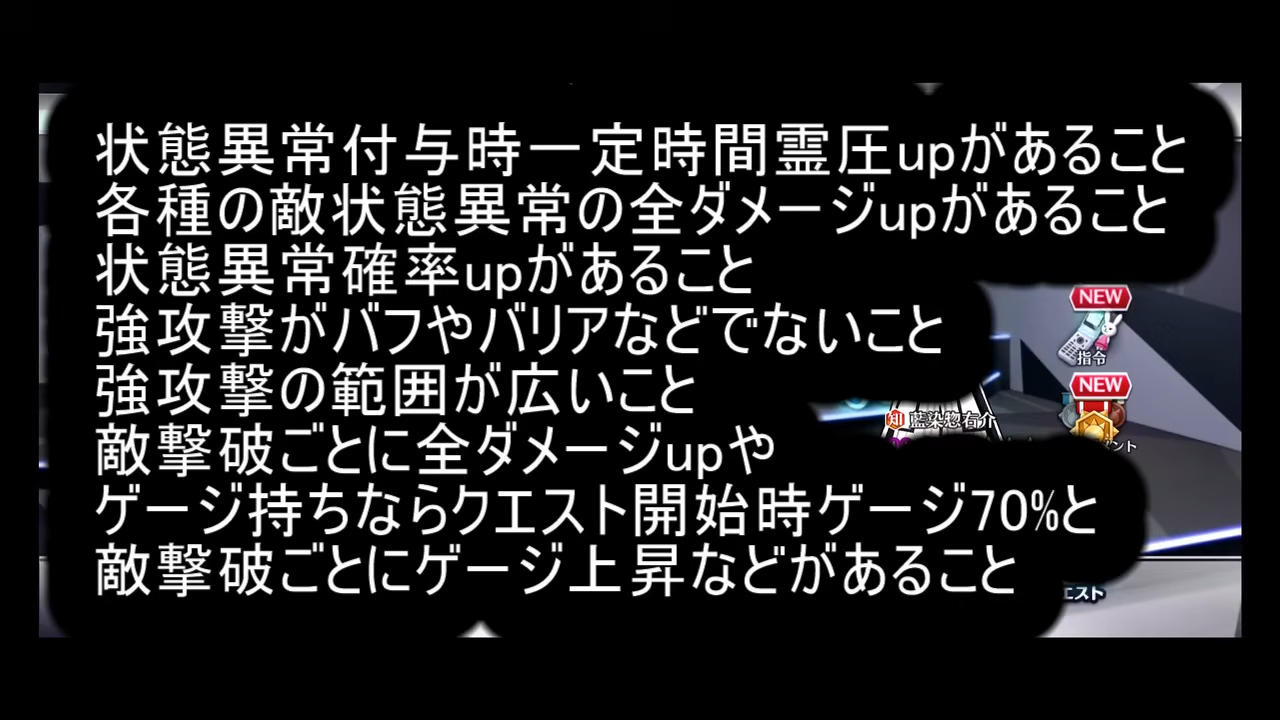 状態異常付与時一定時間霊圧upがあること
各種の敵状態異常の全ダメージupがあること
状態異常確率upがあること
強攻撃がバフやバリアなどでないこと
強攻撃の範囲が広いこと
敵撃破ごとに全ダメージupや
ゲージ持ちならクエスト開始時ゲージ70%と
敵撃破ごとにゲージ上昇などがあること
NEW
指令
NEW
知 藍染惣右介
ント
エスト